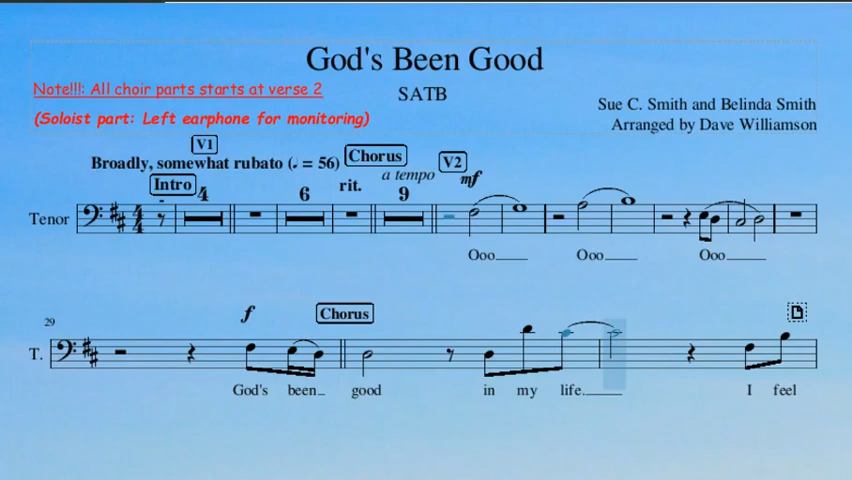 God's Been Good
Note!!!: All choir parts starts at verse 2
SATB
(Soloist part: Left earphone for monitoring)
Sue C. Smith and Belinda Smith
Arranged by Dave Williamson
V1
Broadly, somewhat rubato (♩ = 56)
Chorus
V2
Intro
4
6
rit.
a tempo
9
mf
Tenor
Ooo
Ooo
Ooo
29
f
Chorus
T.
God's been good in my life. I feel